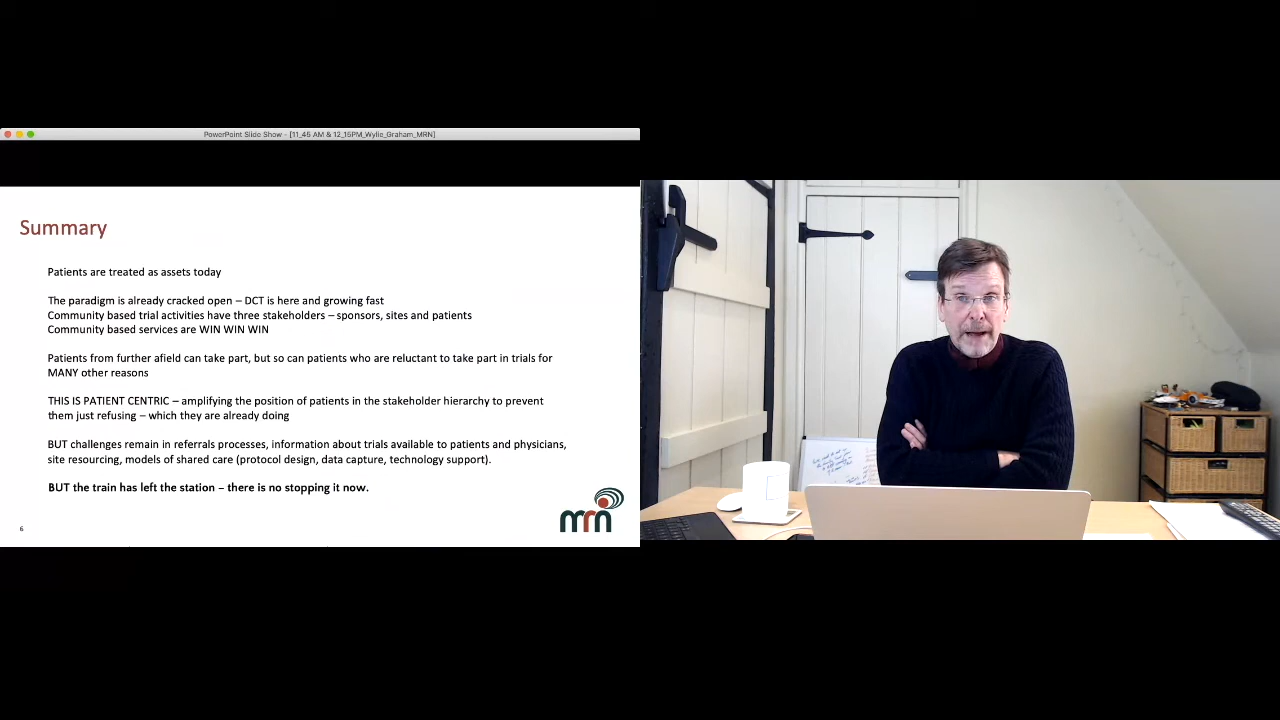 PowerPoint Slide Show - [11_45 AM & 12_15PM_Wylie_Graham_MRN]
Summary
Patients are treated as assets today
The paradigm is already cracked open – DCT is here and growing fast
Community based trial activities have three stakeholders – sponsors, sites and patients
Community based services are WIN WIN WIN
Patients from further afield can take part, but so can patients who are reluctant to take part in trials for
MANY other reasons
THIS IS PATIENT CENTRIC – amplifying the position of patients in the stakeholder hierarchy to prevent
them just refusing – which they are already doing
BUT challenges remain in referrals processes, information about trials available to patients and physicians,
site resourcing, models of shared care (protocol design, data capture, technology support).
BUT the train has left the station – there is no stopping it now.
6
mrn